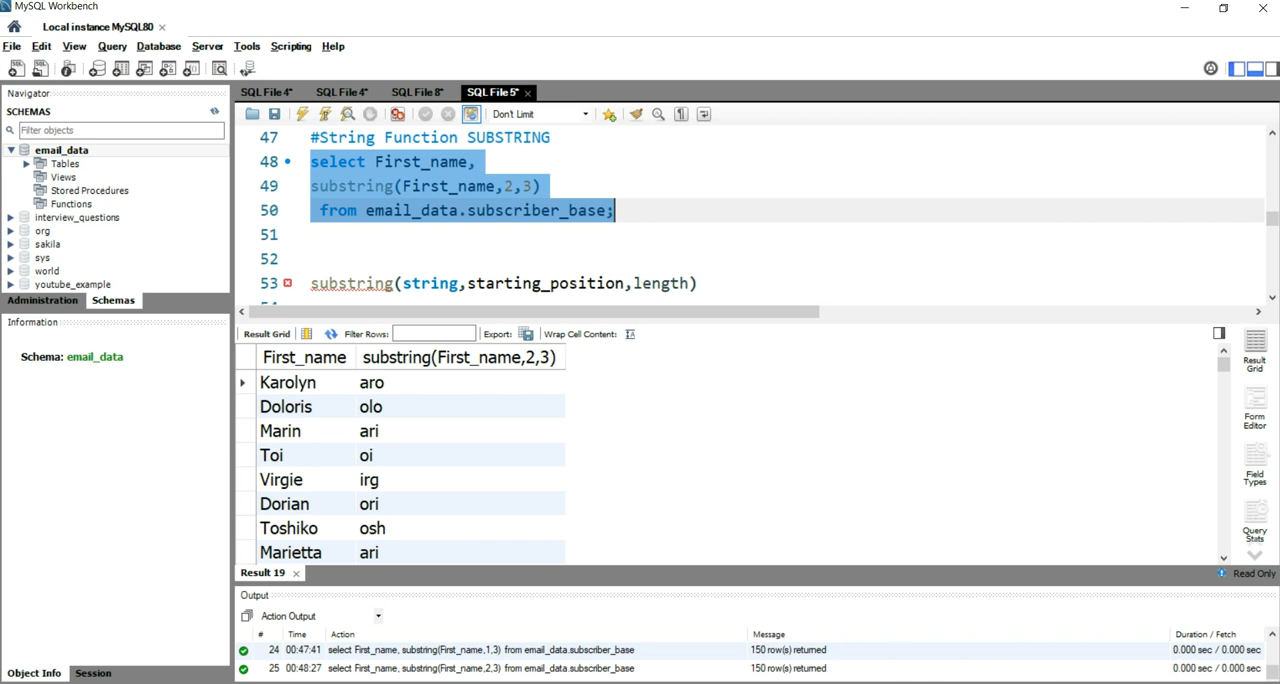 MySQL Workbench
Local instance MySQL80
File Edit View Query Database Server Tools Scripting Help
Navigator
SCHEMAS
Filter objects
email_data
Tables
Views
Stored Procedures
Functions
interview_questions
org
sakila
sys
world
youtube_example
Administration Schemas
Information
Schema: email_data
Object Info Session
SQL File 4* SQL File 4* SQL File 8* SQL File 5*
Don't Limit
47 #String Function SUBSTRING
48 select First_name,
49 substring(First_name,2,3)
50 from email_data.subscriber_base;
51
52
53 substring(string,starting_position,length)
Result Grid Filter Rows: Export: Wrap Cell Content:
First_name substring(First_name,2,3)
Karolyn aro
Doloris olo
Marin ari
Toi oi
Virgie irg
Dorian ori
Toshiko osh
Marietta ari
Result Grid
Form Editor
Field Types
Query Stats
Result 19 Read Only
Output
Action Output
# Time Action Message Duration / Fetch
24 00:47:41 select First_name, substring(First_name,1,3) from email_data.subscriber_base 150 row(s) returned 0.000 sec / 0.000 sec
25 00:48:27 select First_name, substring(First_name,2,3) from email_data.subscriber_base 150 row(s) returned 0.000 sec / 0.000 sec